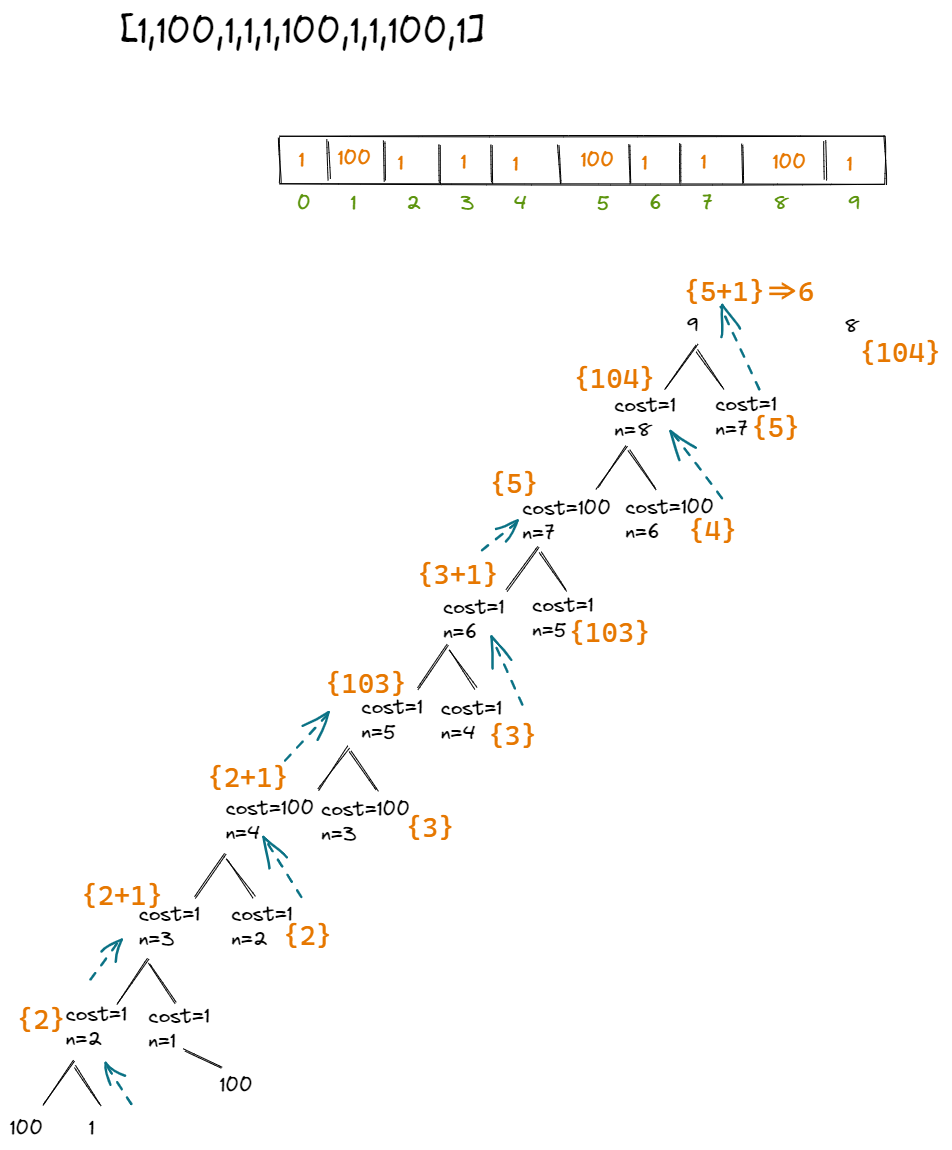 [1,100,1,1,1,100,1,1,100,1]
1 100 1 1 1 100 1 1 100 1
0 1 2 3 4 5 6 7 8 9
{5+1}⇒6
9 8
{104}
{104}
cost=1 cost=1
n=8 n=7 {5}
{5}
cost=100 cost=100
n=7 n=6 {4}
{3+1}
cost=1 cost=1
n=6 n=5 {103}
{103}
cost=1 cost=1
n=5 n=4 {3}
{2+1}
cost=100 cost=100
n=4 n=3 {3}
{2+1}
cost=1 cost=1
n=3 n=2 {2}
{2} cost=1 cost=1
n=2 n=1
100
100 1